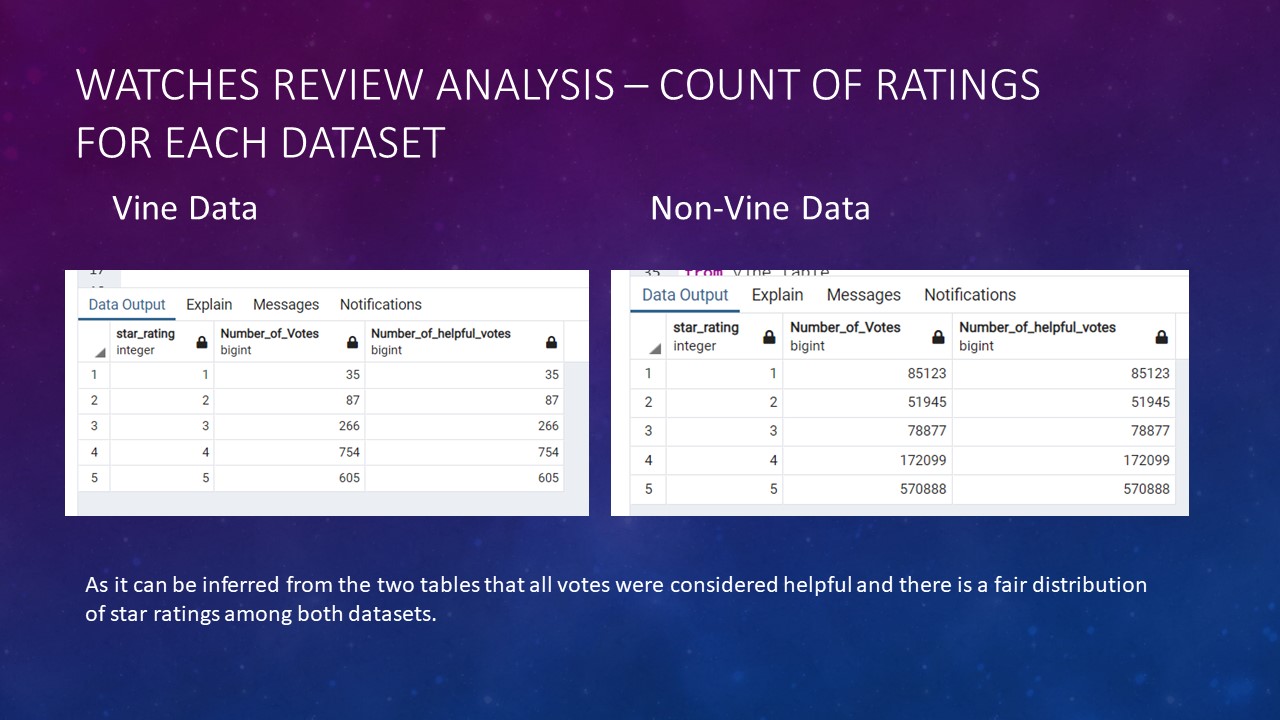 WATCHES REVIEW ANALYSIS – COUNT OF RATINGS
FOR EACH DATASET
Vine Data
Non-Vine Data
17
Data Output Explain Messages Notifications
star_rating Number_of_Votes Number_of_helpful_votes
integer bigint bigint
1 1 35 35
2 2 87 87
3 3 266 266
4 4 754 754
5 5 605 605
35 from vine_table
Data Output Explain Messages Notifications
star_rating Number_of_Votes Number_of_helpful_votes
integer bigint bigint
1 1 85123 85123
2 2 51945 51945
3 3 78877 78877
4 4 172099 172099
5 5 570888 570888
As it can be inferred from the two tables that all votes were considered helpful and there is a fair distribution
of star ratings among both datasets.